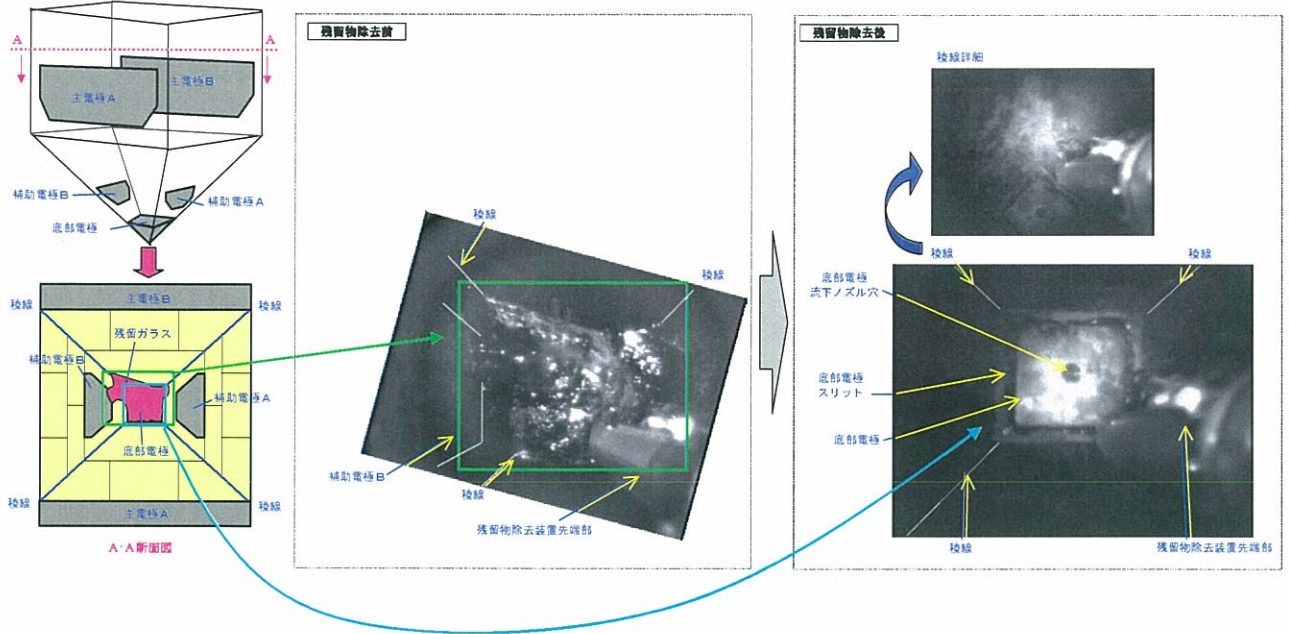 A
A
主電極B
主電極A
補助電極B
補助電極A
底部電極
稜線
主電極B
稜線
残留ガラス
補助電極B
補助電極A
底部電極
稜線
稜線
主電極A
A-A断面図
残留物除去前
稜線
稜線
補助電極B
稜線
残留物除去装置先端部
残留物除去後
稜線詳細
稜線
稜線
底部電極
流下ノズル穴
底部電極
スリット
底部電極
稜線
残留物除去装置先端部